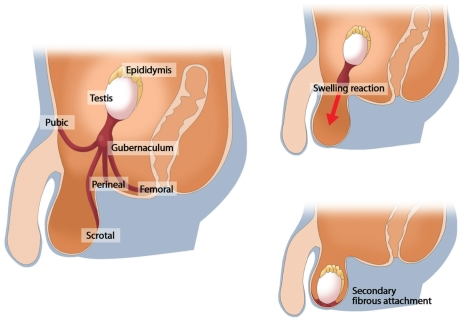 Epididymis
Testis
Pubic
Gubernaculum
Perineal
Femoral
Scrotal
Swelling reaction
Secondary
fibrous attachment